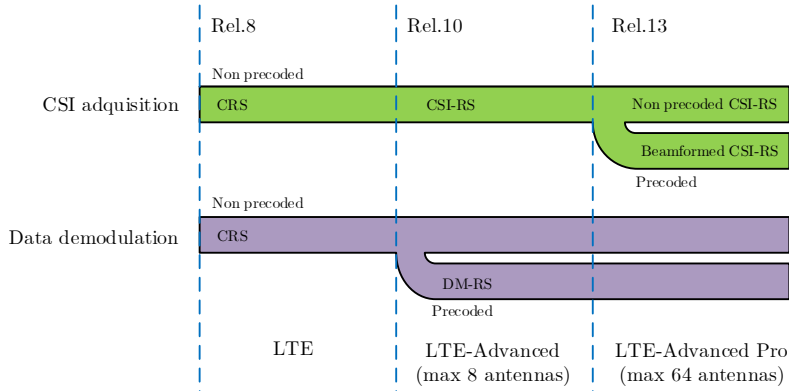 Rel.8 Rel.10 Rel.13
Non precoded
CSI adquisition CRS CSI-RS Non precoded CSI-RS
Beamformed CSI-RS
Precoded
Non precoded
Data demodulation CRS
DM-RS
Precoded
LTE LTE-Advanced LTE-Advanced Pro
(max 8 antennas) (max 64 antennas)